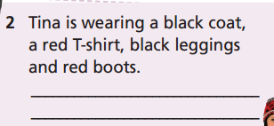 2 Tina is wearing a black coat,
a red T-shirt, black leggings
and red boots.